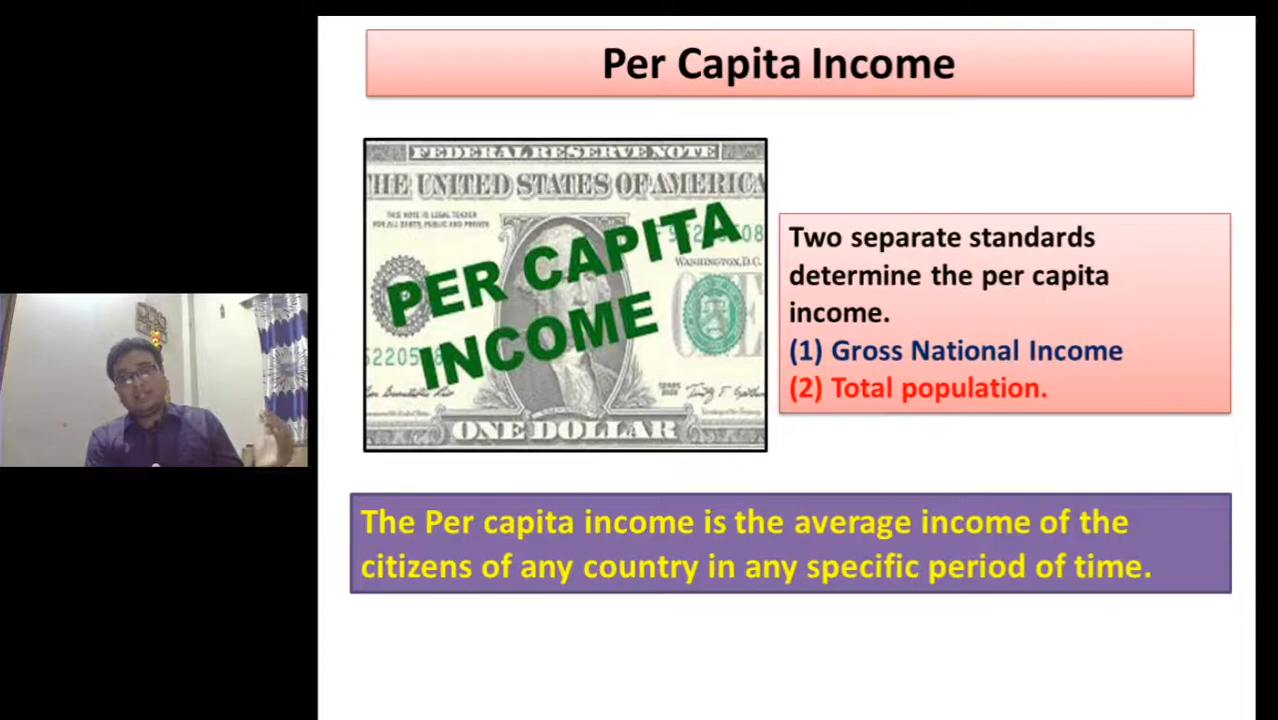 Per Capita Income
FEDERAL RESERVE NOTE
THE UNITED STATES OF AMERICA
THIS NOTE IS LEGAL TENDER
FOR ALL DEBTS, PUBLIC AND PRIVATE
WASHINGTON, D.C.
PER CAPITA
INCOME
ONE DOLLAR
Two separate standards
determine the per capita
income.
(1) Gross National Income
(2) Total population.
The Per capita income is the average income of the
citizens of any country in any specific period of time.